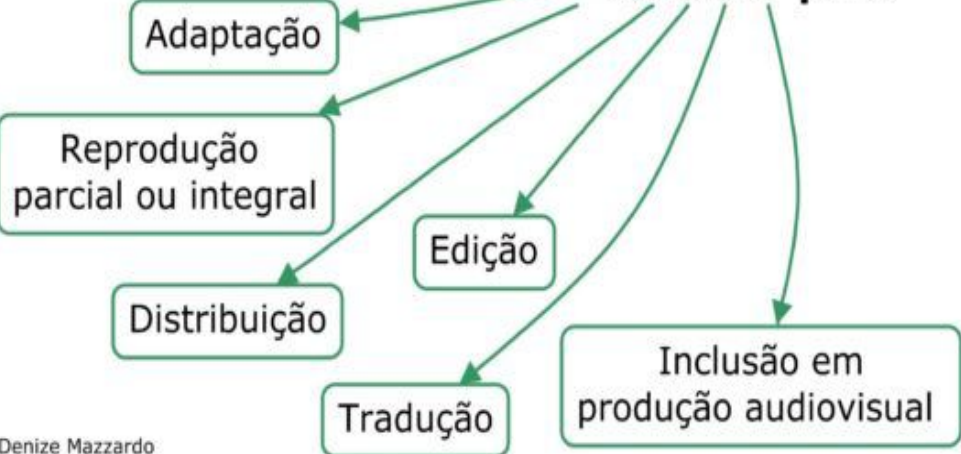 Adaptação
Reprodução
parcial ou integral
Edição
Distribuição
Inclusão em
produção audiovisual
Tradução
Denize Mazzardo